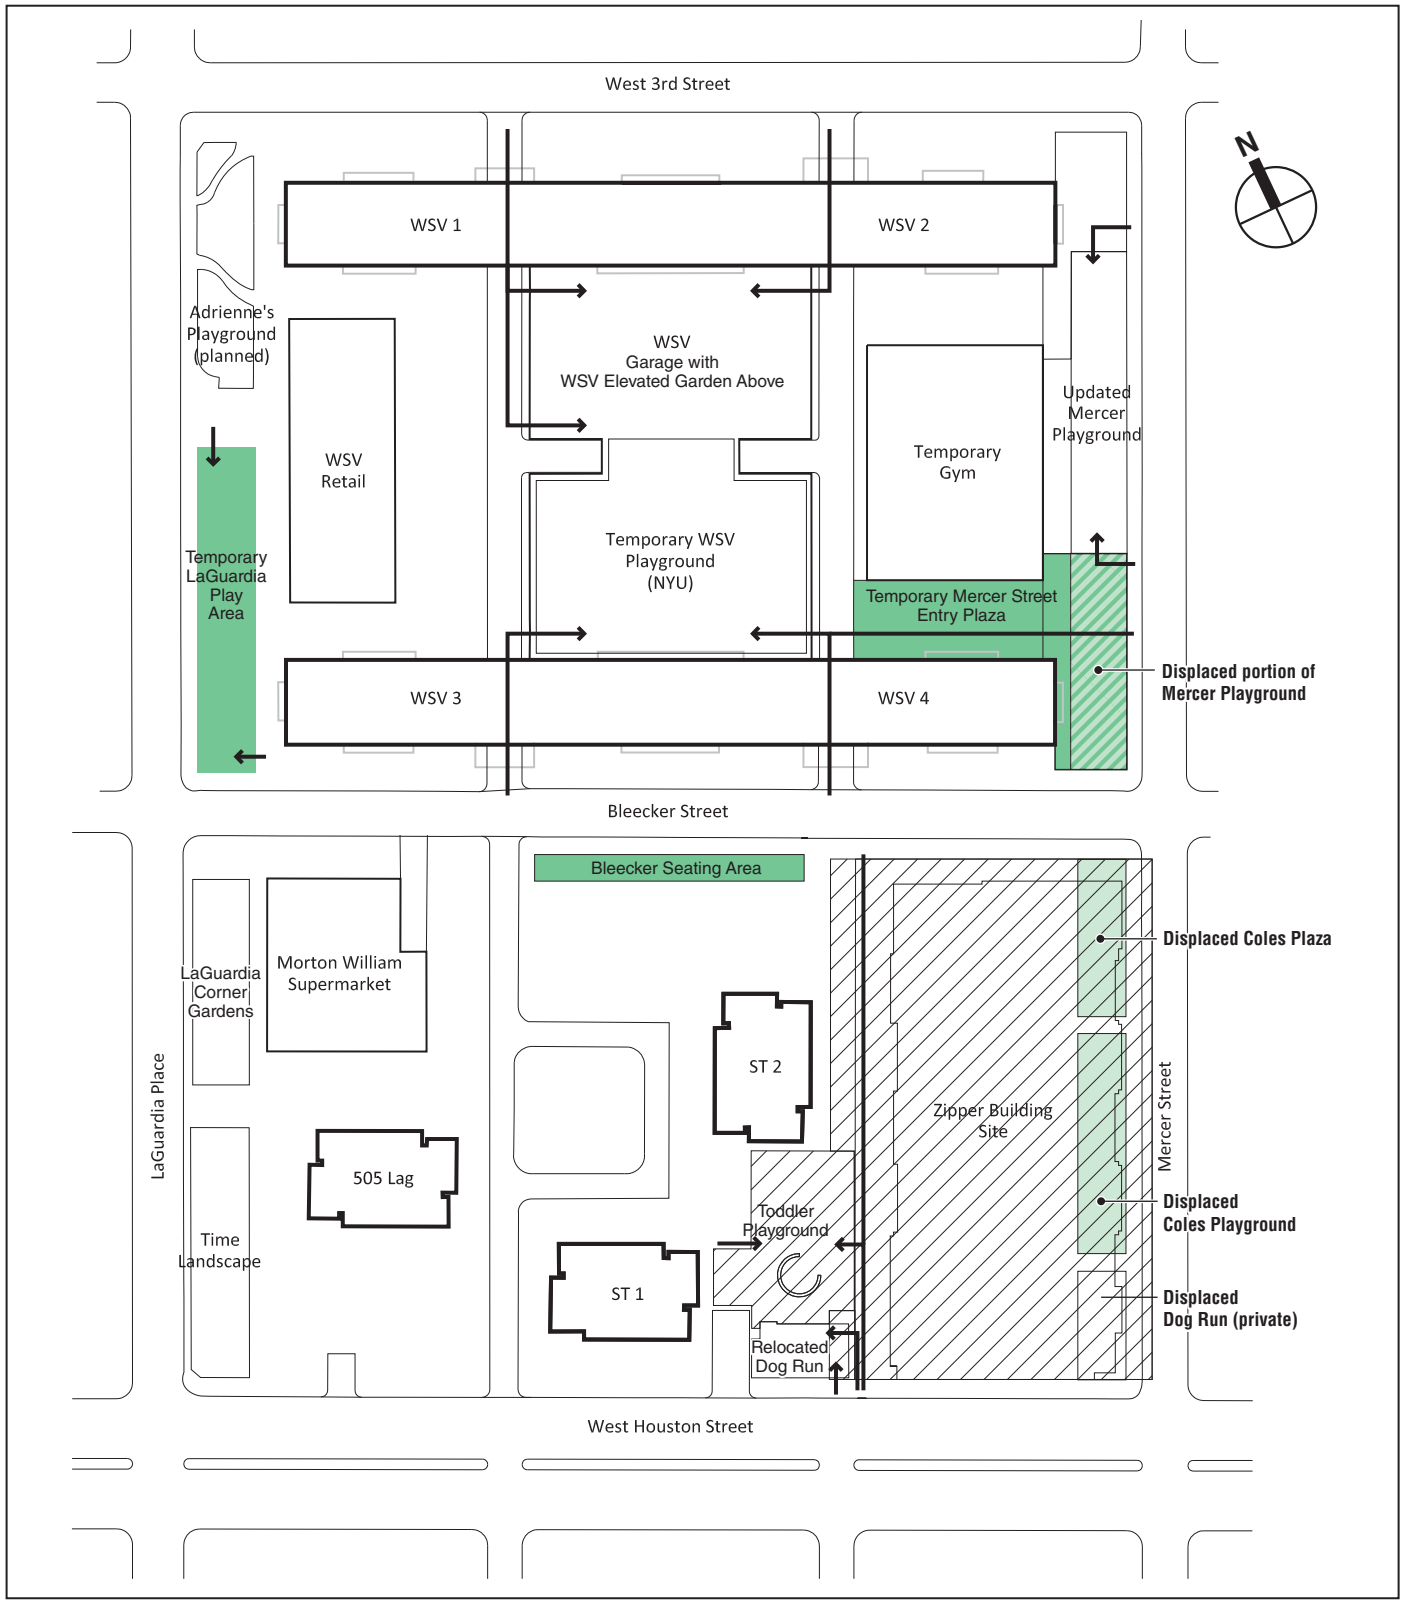 West 3rd Street
N
WSV 1
WSV 2
Adrienne's
Playground
(planned)
WSV
Garage with
WSV Elevated Garden Above
Updated
Mercer
Playground
WSV
Retail
Temporary
Gym
Temporary
LaGuardia
Play
Area
Temporary WSV
Playground
(NYU)
Temporary Mercer Street
Entry Plaza
Displaced portion of
Mercer Playground
WSV 3
WSV 4
Bleecker Street
Bleecker Seating Area
LaGuardia
Corner
Gardens
Morton William
Supermarket
Displaced Coles Plaza
ST 2
Zipper Building
Site
LaGuardia Place
Mercer Street
505 Lag
Toddler
Playground
Displaced
Coles Playground
Time
Landscape
ST 1
Displaced
Dog Run (private)
Relocated
Dog Run
West Houston Street